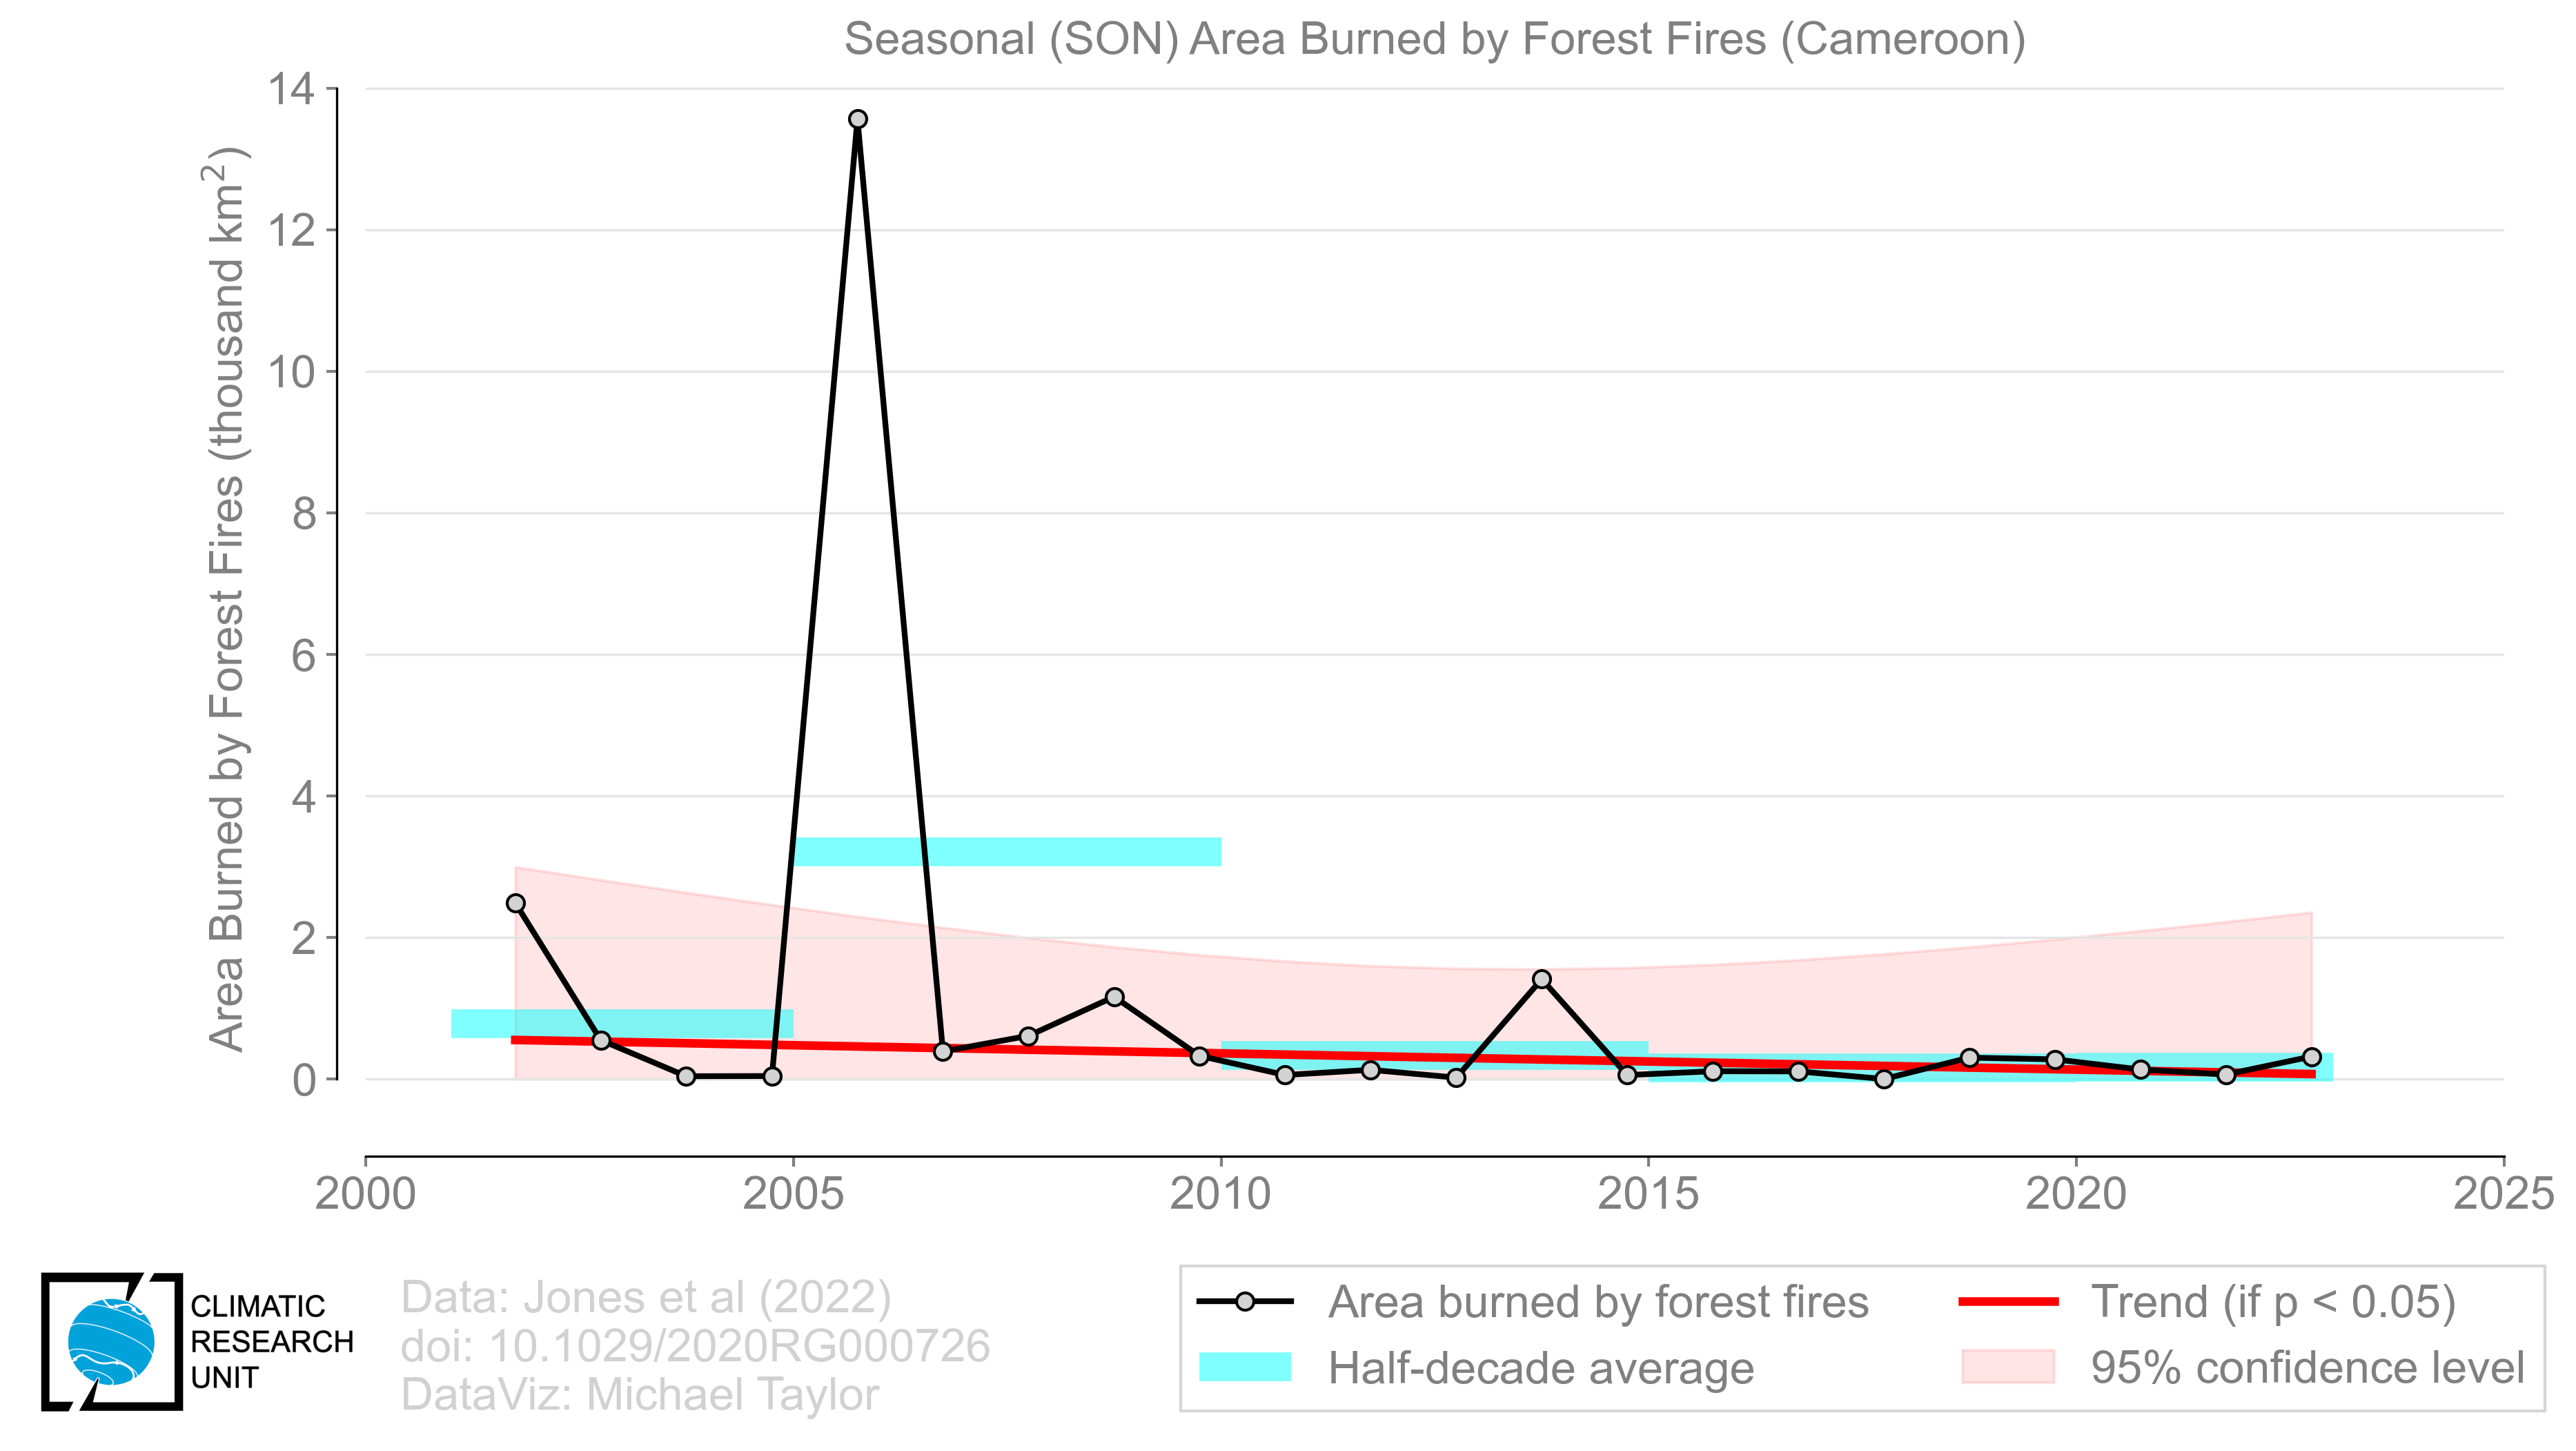 Seasonal (SON) Area Burned by Forest Fires (Cameroon)
Area Burned by Forest Fires (thousand km²)
14
12
10
8
6
4
2
0
2000
2005
2010
2015
2020
2025
CLIMATIC
RESEARCH
UNIT
Data: Jones et al (2022)
doi: 10.1029/2020RG000726
DataViz: Michael Taylor
Area burned by forest fires
Half-decade average
Trend (if p < 0.05)
95% confidence level